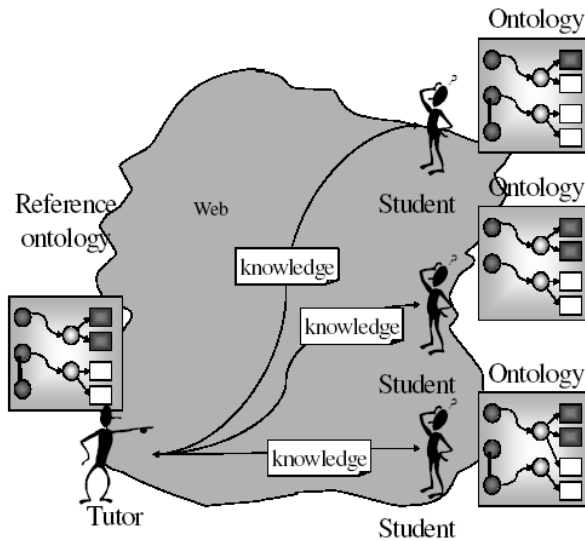 Ontology
Student
Ontology
Reference
ontology
Web
knowledge
knowledge
Student
Ontology
knowledge
Tutor
Student